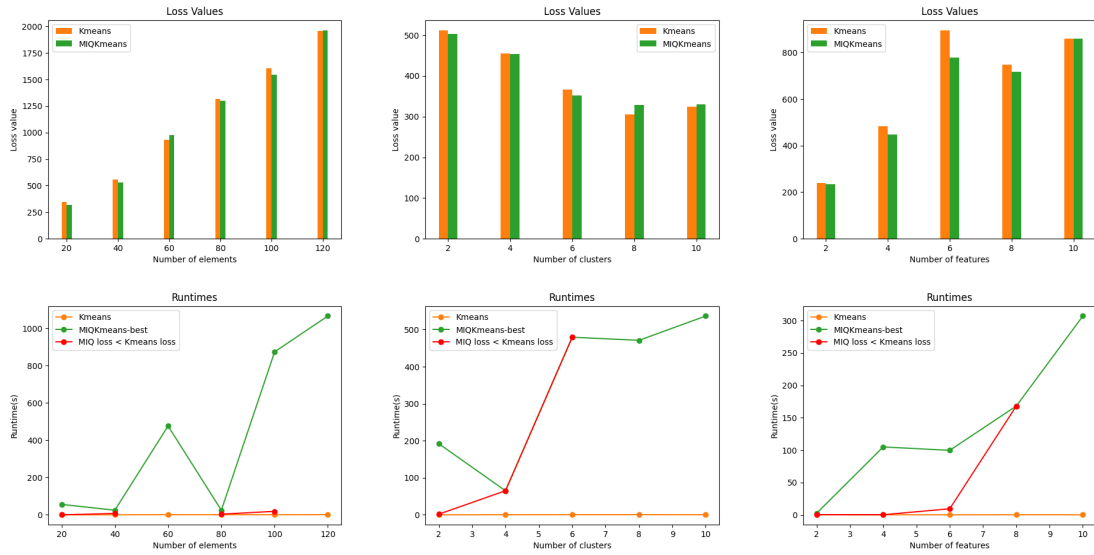 Loss Values
Kmeans
MIQKmeans
2000
1750
1500
1250
1000
750
500
250
0
Loss value
20 40 60 80 100 120
Number of elements
Loss Values
Kmeans
MIQKmeans
500
400
300
200
100
0
Loss value
2 4 6 8 10
Number of clusters
Loss Values
Kmeans
MIQKmeans
800
600
400
200
0
Loss value
2 4 6 8 10
Number of features
Runtimes
Kmeans
MIQKmeans-best
MIQ loss < Kmeans loss
1000
800
600
400
200
0
Runtime(s)
20 30 40 50 60 70 80 90 100 110 120
Number of elements
Runtimes
Kmeans
MIQKmeans-best
MIQ loss < Kmeans loss
500
400
300
200
100
0
Runtime(s)
2 3 4 5 6 7 8 9 10
Number of clusters
Runtimes
Kmeans
MIQKmeans-best
MIQ loss < Kmeans loss
300
250
200
150
100
50
0
Runtime(s)
2 3 4 5 6 7 8 9 10
Number of features